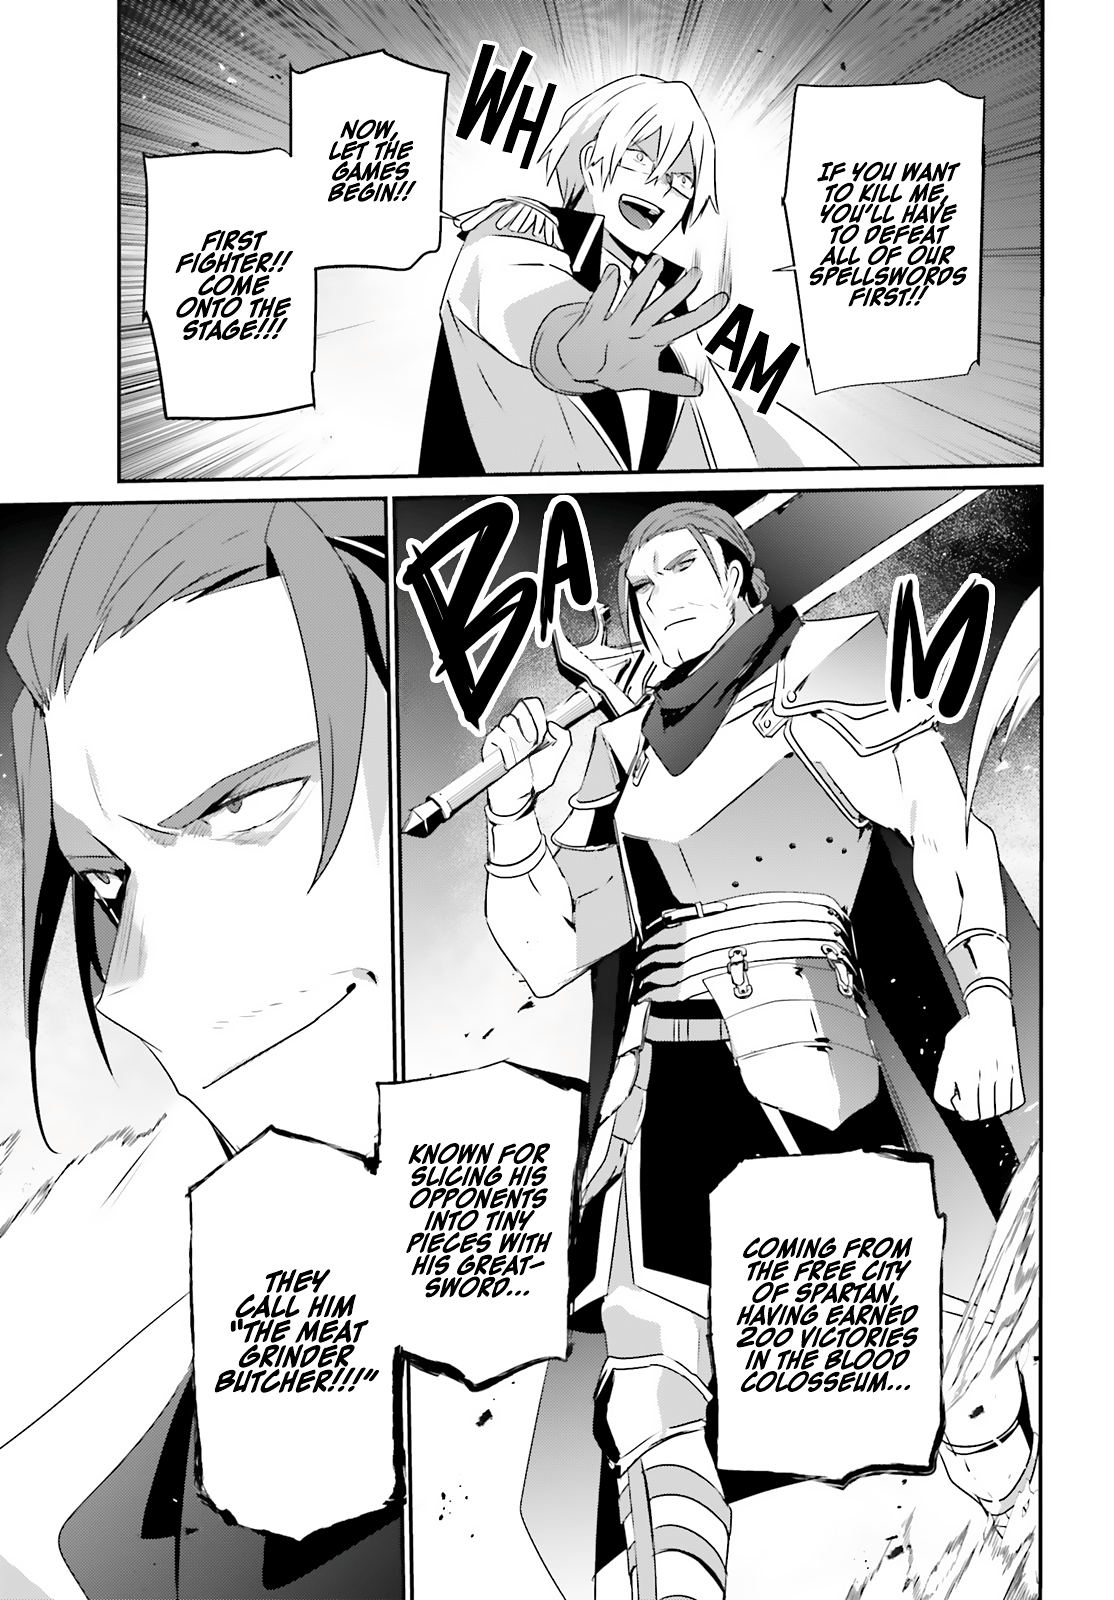 IF YOU WANT
TO KILL ME,
YOU'LL HAVE
TO DEFEAT
ALL OF OUR
SPELLSWORDS
FIRST!!
WH
AM
NOW,
LET THE
GAMES
BEGIN!!
FIRST
FIGHTER!!
COME
ONTO THE
STAGE!!!
BA
M
COMING FROM
THE FREE CITY
OF SPARTAN,
HAVING EARNED
200 VICTORIES
IN THE BLOOD
COLOSSEUM...
KNOWN FOR
SLICING HIS
OPPONENTS
INTO TINY
PIECES WITH
HIS GREAT-
SWORD...
THEY
CALL HIM
"THE MEAT
GRINDER
BUTCHER!!!"